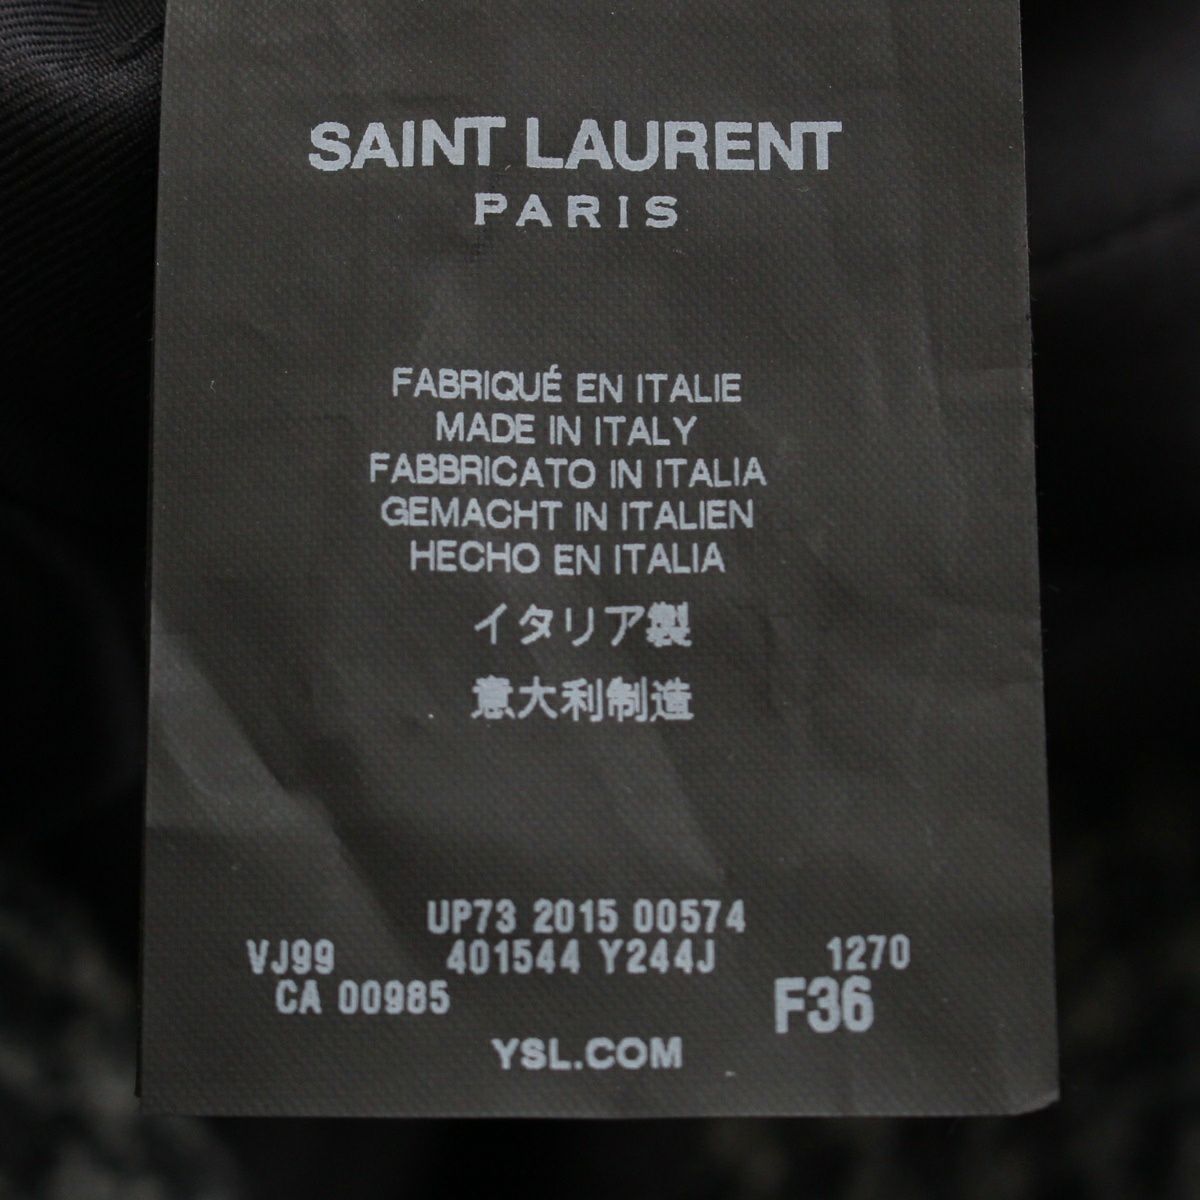 SAINT LAURENT
PARIS
FABRIQUÉ EN ITALIE
MADE IN ITALY
FABBRICATO IN ITALIA
GEMACHT IN ITALIEN
HECHO EN ITALIA
イタリア製
意大利制造
UP73 2015 00574
VJ99 401544 Y244J 1270
CA 00985 F36
YSL.COM